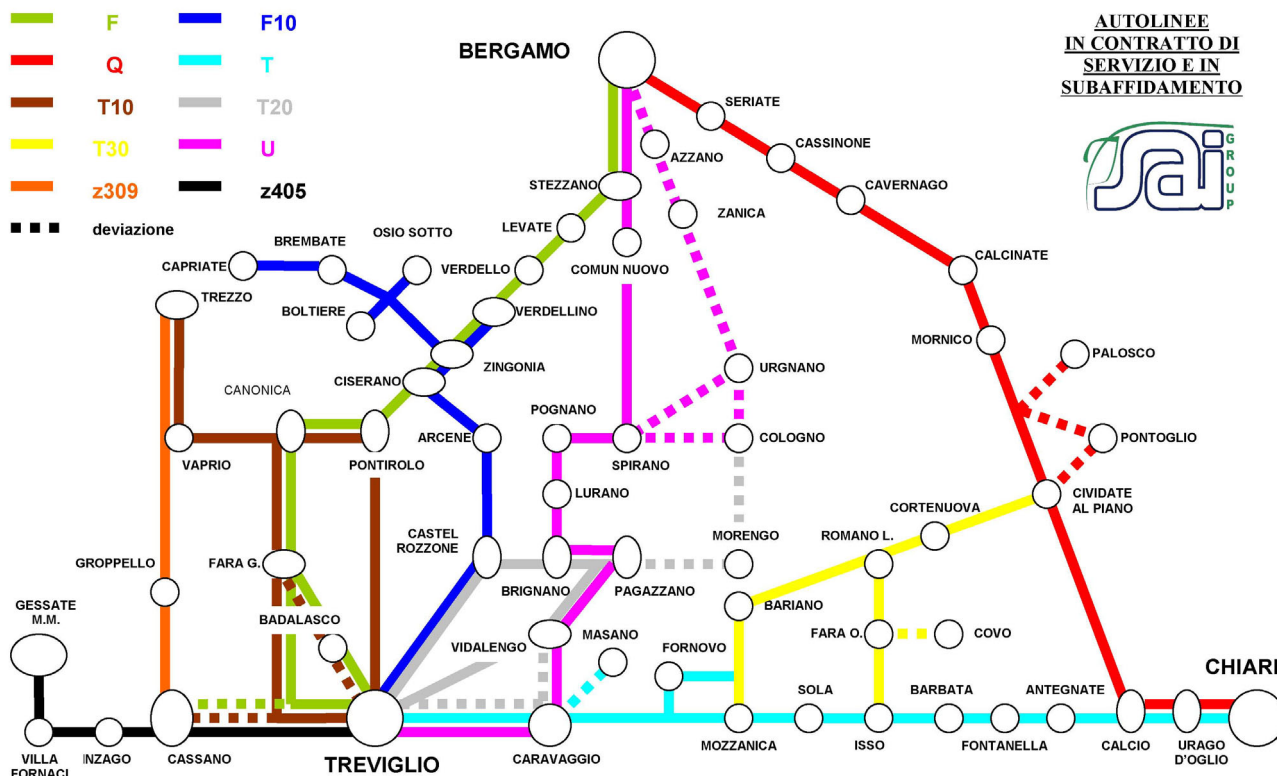 F
F10
Q
T
T10
T20
T30
U
z309
z405
deviazione
AUTOLINEE
IN CONTRATTO DI
SERVIZIO E IN
SUBAFFIDAMENTO
sai
GROUP
BERGAMO
SERIATE
AZZANO
CASSINONE
STEZZANO
CAVERNAGO
ZANICA
LEVATE
OSIO SOTTO
BREMBATE
CAPRIATE
VERDELLO
COMUN NUOVO
CALCINATE
TREZZO
BOLTIERE
VERDELLINO
MORNICO
PALOSCO
ZINGONIA
URGNANO
CISERANO
CANONICA
POGNANO
ARCENE
COLOGNO
PONTOGLIO
VAPRIO
PONTIROLO
SPIRANO
LURANO
CIVIDATE
AL PIANO
CORTENUOVA
CASTEL
ROZZONE
MORENGO
ROMANO L.
GROPPELLO
FARA G.
BRIGNANO
PAGAZZANO
BARIANO
GESSATE
M.M.
BADALASCO
VIDALENGO
MASANO
FORNOVO
FARA O.
COVO
CHIARI
SOLA
BARBATA
ANTEGNATE
VILLA
FORNACI
INZAGO
CASSANO
TREVIGLIO
CARAVAGGIO
MOZZANICA
ISSO
FONTANELLA
CALCIO
URAGO
D'OGLIO